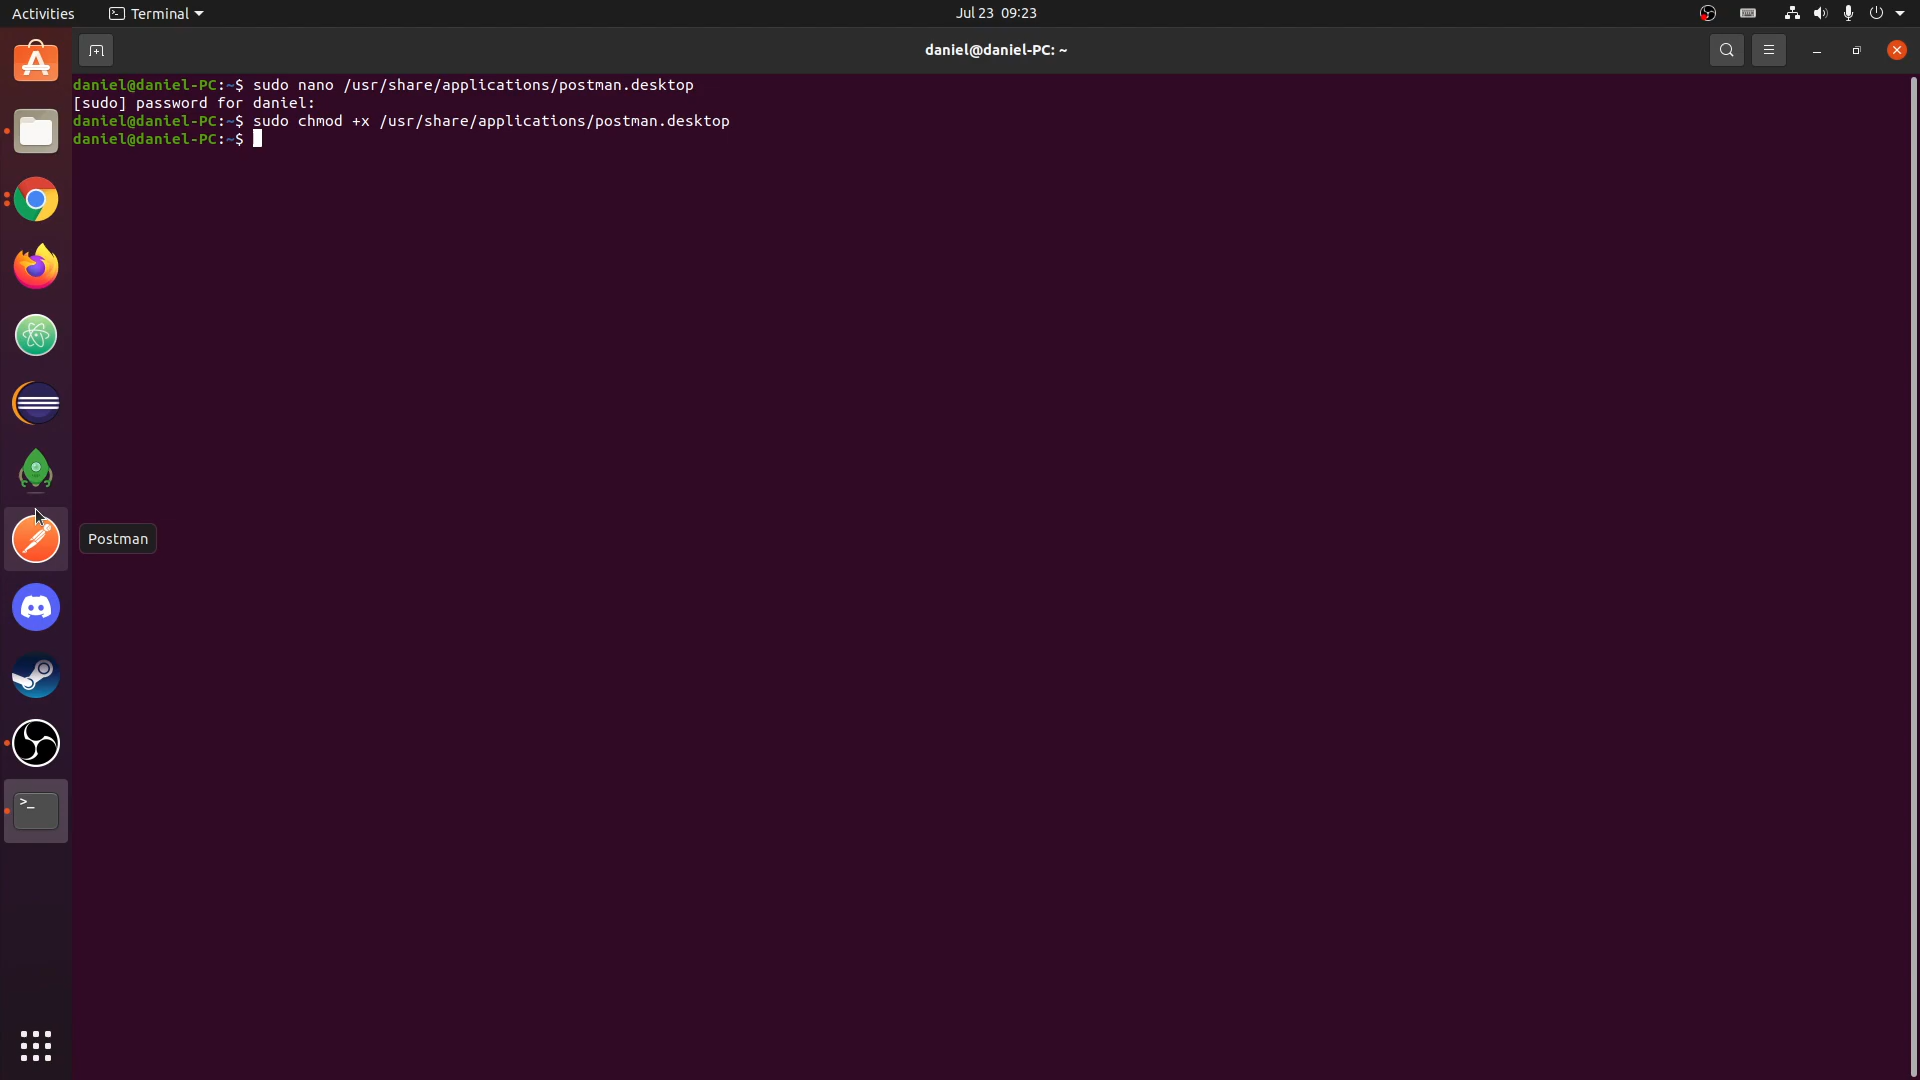 Activities
Terminal
Jul 23 09:23
daniel@daniel-PC: ~
daniel@daniel-PC:~$ sudo nano /usr/share/applications/postman.desktop
[sudo] password for daniel:
daniel@daniel-PC:~$ sudo chmod +x /usr/share/applications/postman.desktop
daniel@daniel-PC:~$
Postman
>_